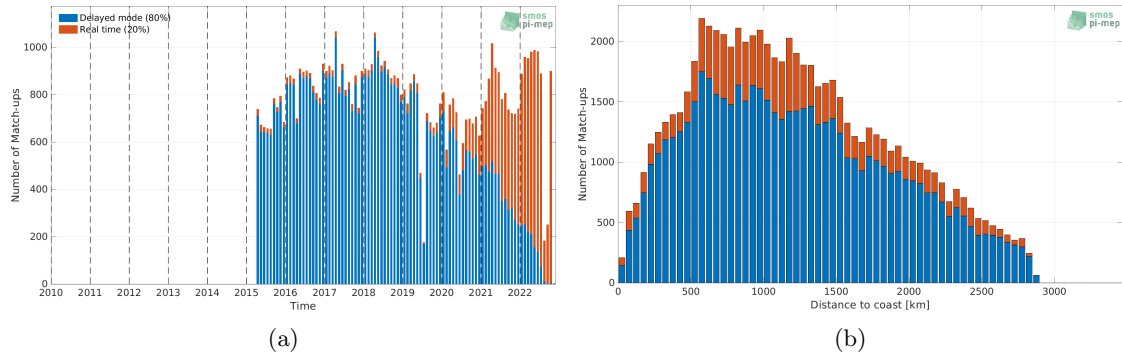 Delayed mode (80%)
Real time (20%)
smos
pi-mep
Number of Match-ups
1000
800
600
400
200
0
2010 2011 2012 2013 2014 2015 2016 2017 2018 2019 2020 2021 2022
Time
(a)
smos
pi-mep
Number of Match-ups
2000
1500
1000
500
0
0 500 1000 1500 2000 2500 3000
Distance to coast [km]
(b)